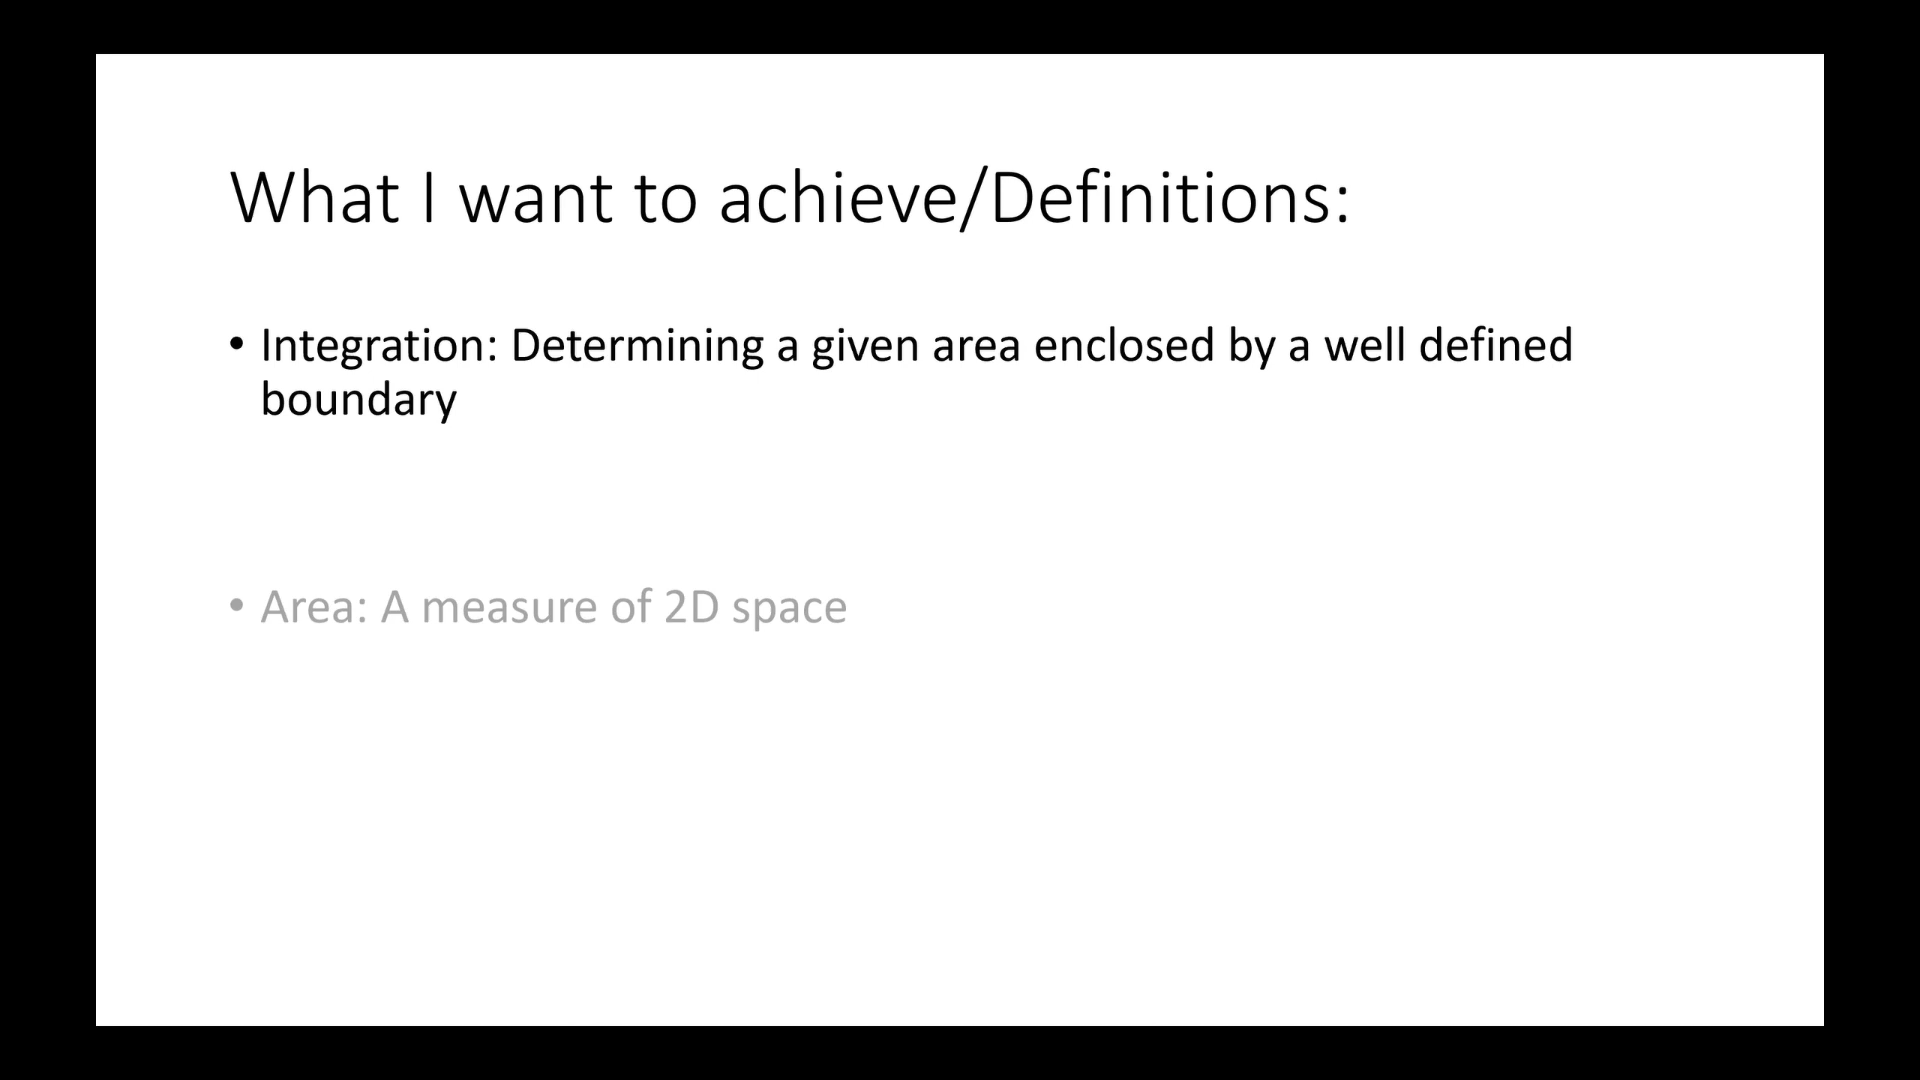 What I want to achieve/Definitions:
• Integration: Determining a given area enclosed by a well defined
boundary
• Area: A measure of 2D space